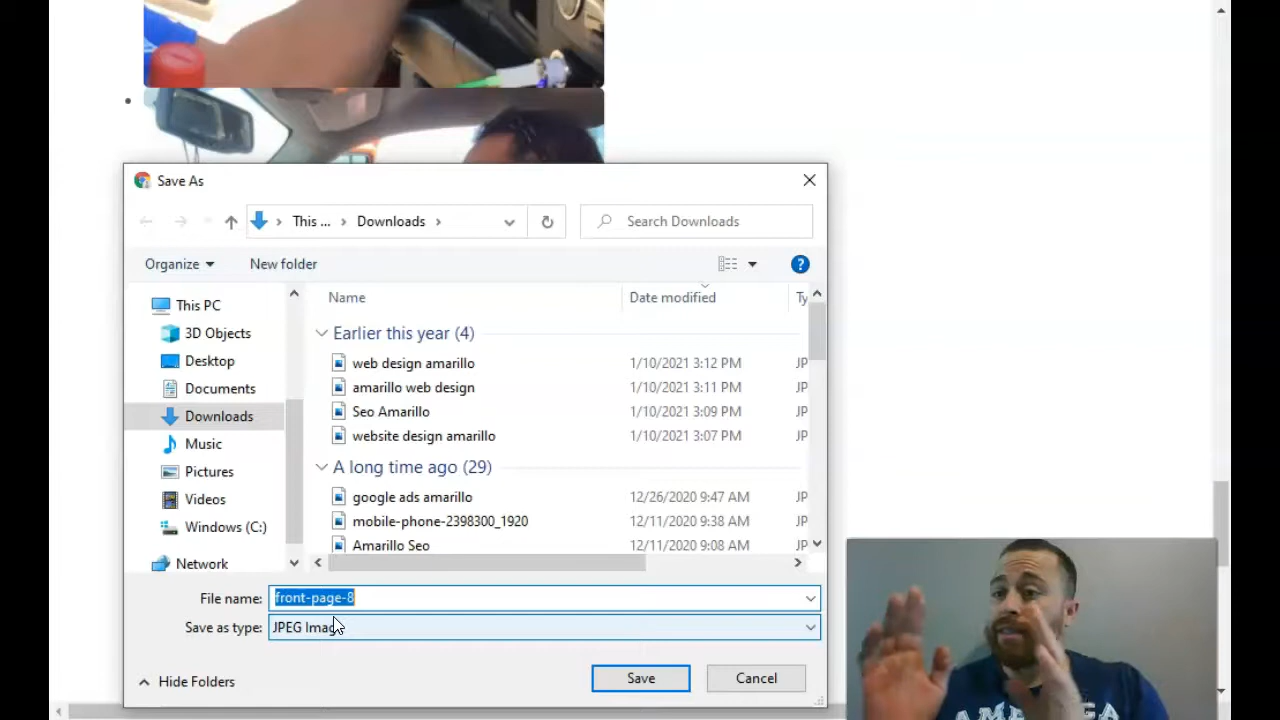 Save As
This ... Downloads
Search Downloads
Organize
New folder
?
Name
Date modified
Ty
This PC
3D Objects
Desktop
Documents
Downloads
Music
Pictures
Videos
Windows (C:)
Network
Earlier this year (4)
web design amarillo 1/10/2021 3:12 PM JP
amarillo web design 1/10/2021 3:11 PM JP
Seo Amarillo 1/10/2021 3:09 PM JP
website design amarillo 1/10/2021 3:07 PM JP
A long time ago (29)
google ads amarillo 12/26/2020 9:47 AM JP
mobile-phone-2398300_1920 12/11/2020 9:38 AM JP
Amarillo Seo 12/11/2020 9:08 AM JP
File name: front-page-8
Save as type: JPEG Imag
Hide Folders
Save
Cancel